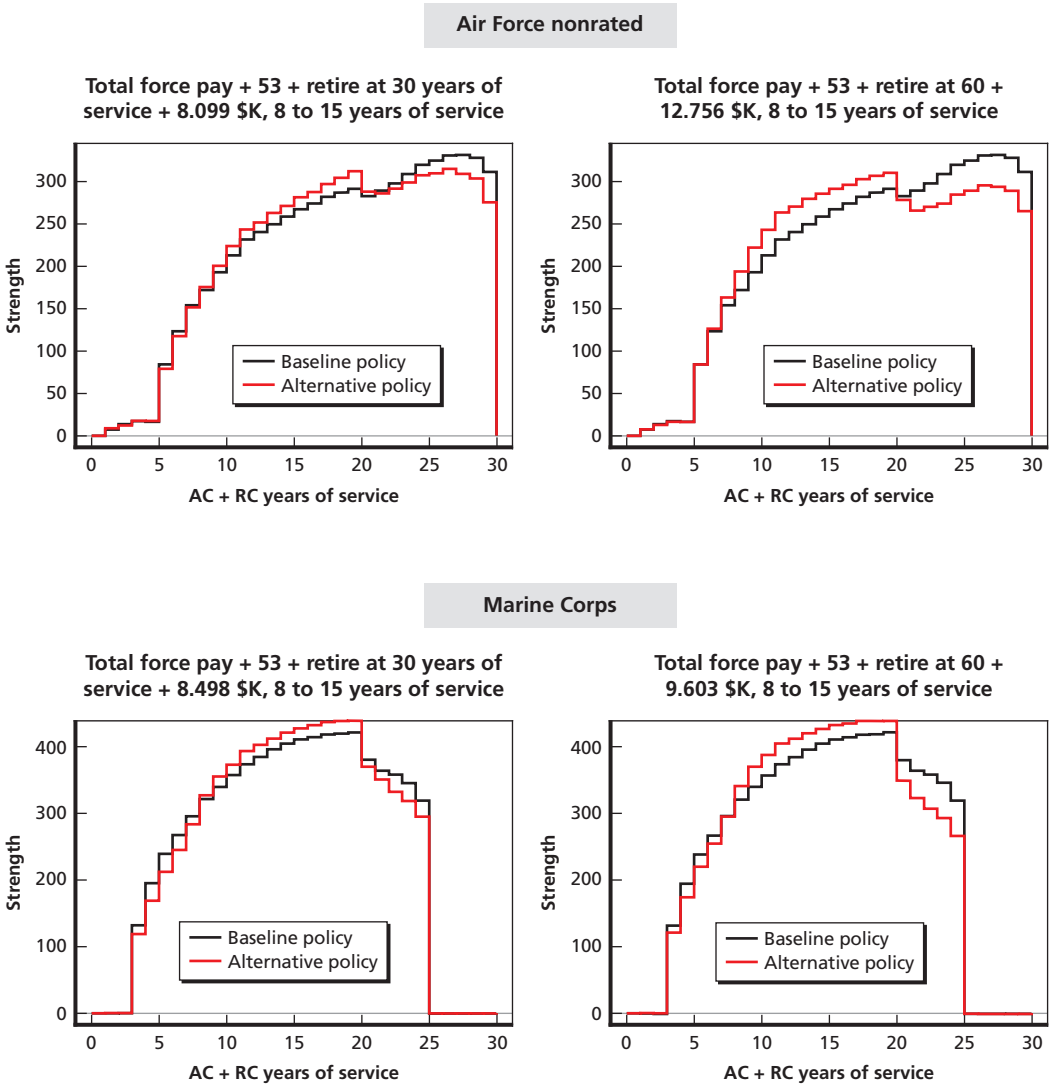 Air Force nonrated
Total force pay + 53 + retire at 30 years of
service + 8.099 $K, 8 to 15 years of service
300
250
200
150
100
50
0
Strength
Baseline policy
Alternative policy
0 5 10 15 20 25 30
AC + RC years of service
Total force pay + 53 + retire at 60 +
12.756 $K, 8 to 15 years of service
300
250
200
150
100
50
0
Strength
Baseline policy
Alternative policy
0 5 10 15 20 25 30
AC + RC years of service
Marine Corps
Total force pay + 53 + retire at 30 years of
service + 8.498 $K, 8 to 15 years of service
400
300
200
100
0
Strength
Baseline policy
Alternative policy
0 5 10 15 20 25 30
AC + RC years of service
Total force pay + 53 + retire at 60 +
9.603 $K, 8 to 15 years of service
400
300
200
100
0
Strength
Baseline policy
Alternative policy
0 5 10 15 20 25 30
AC + RC years of service